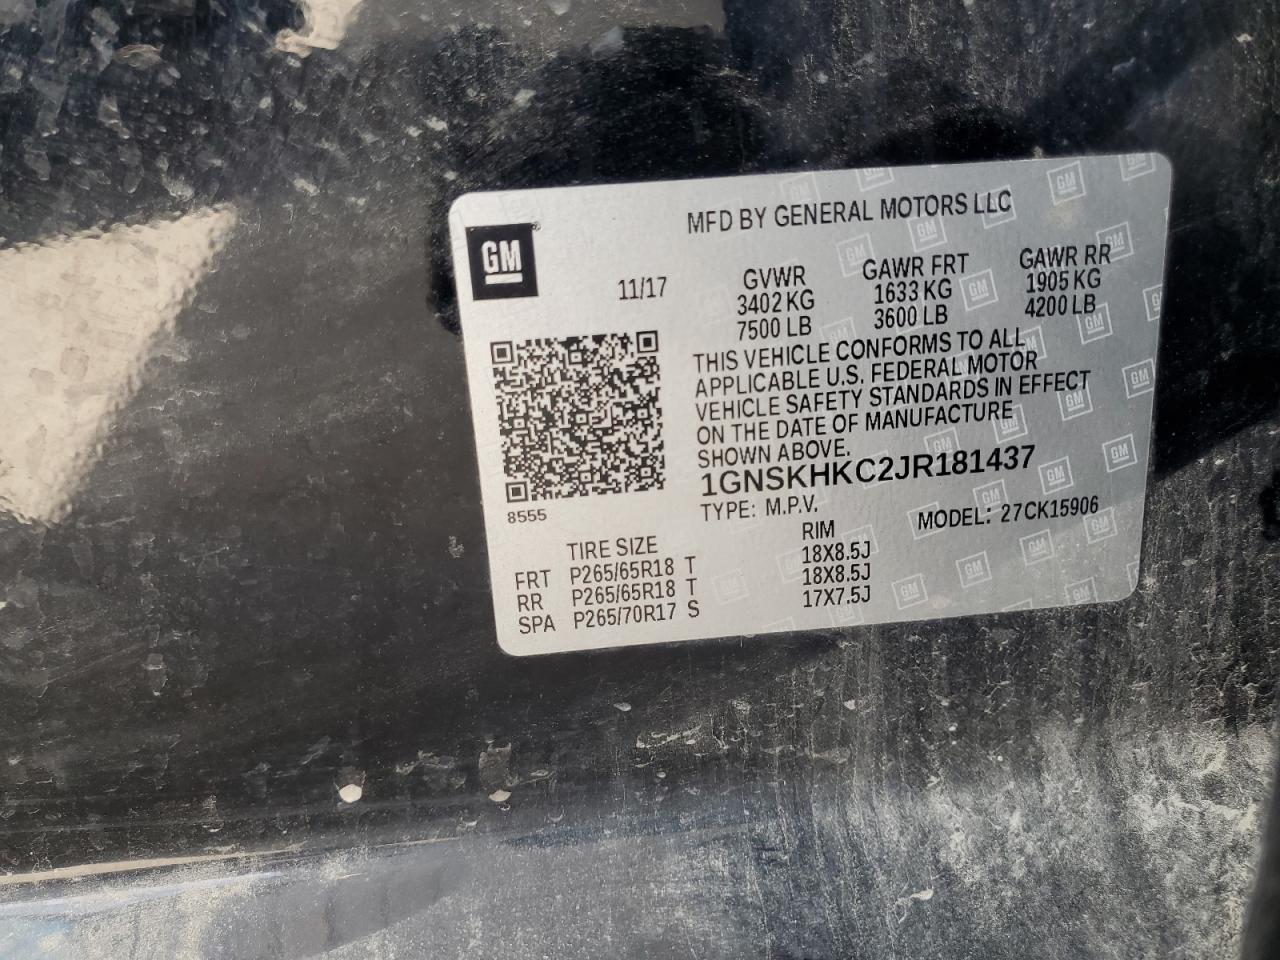 MFD BY GENERAL MOTORS LLC
GM
11/17
GVWR GAWR FRT GAWR RR
3402 KG 1633 KG 1905 KG
7500 LB 3600 LB 4200 LB
THIS VEHICLE CONFORMS TO ALL
APPLICABLE U.S. FEDERAL MOTOR
VEHICLE SAFETY STANDARDS IN EFFECT
ON THE DATE OF MANUFACTURE
SHOWN ABOVE.
1GNSKHKC2JR181437
8555
TYPE: M.P.V. MODEL: 27CK15906
TIRE SIZE RIM
FRT P265/65R18 T 18X8.5J
RR P265/65R18 T 18X8.5J
SPA P265/70R17 S 17X7.5J